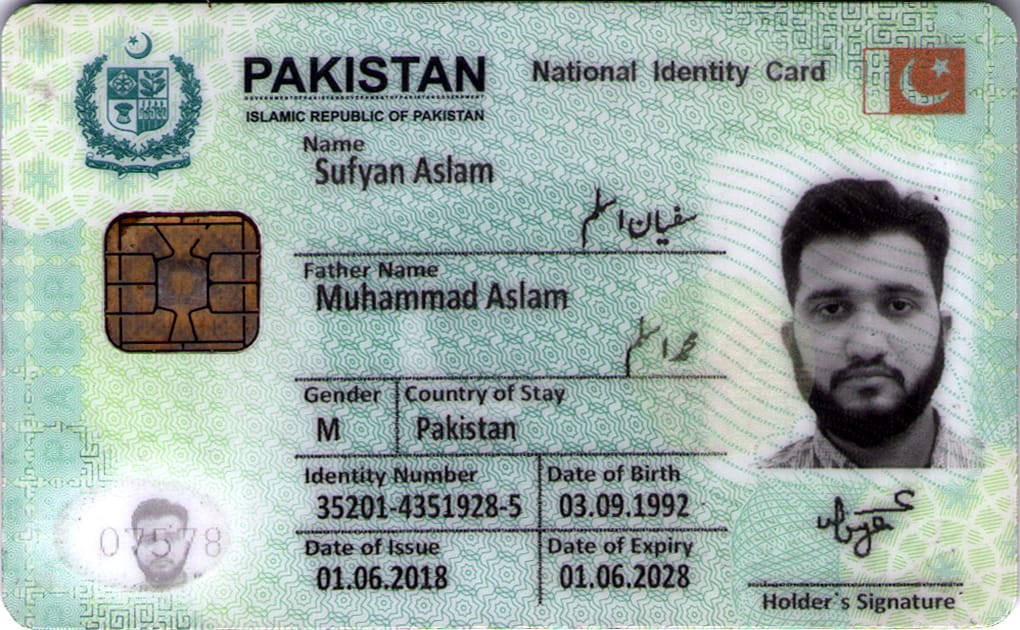 PAKISTAN
National Identity Card
ISLAMIC REPUBLIC OF PAKISTAN
Name
Sufyan Aslam
سفیان اسلم
Father Name
Muhammad Aslam
محمد اسلم
Gender
Country of Stay
M
Pakistan
Identity Number
Date of Birth
35201-4351928-5
03.09.1992
Date of Issue
Date of Expiry
01.06.2018
01.06.2028
07578
Holder`s Signature